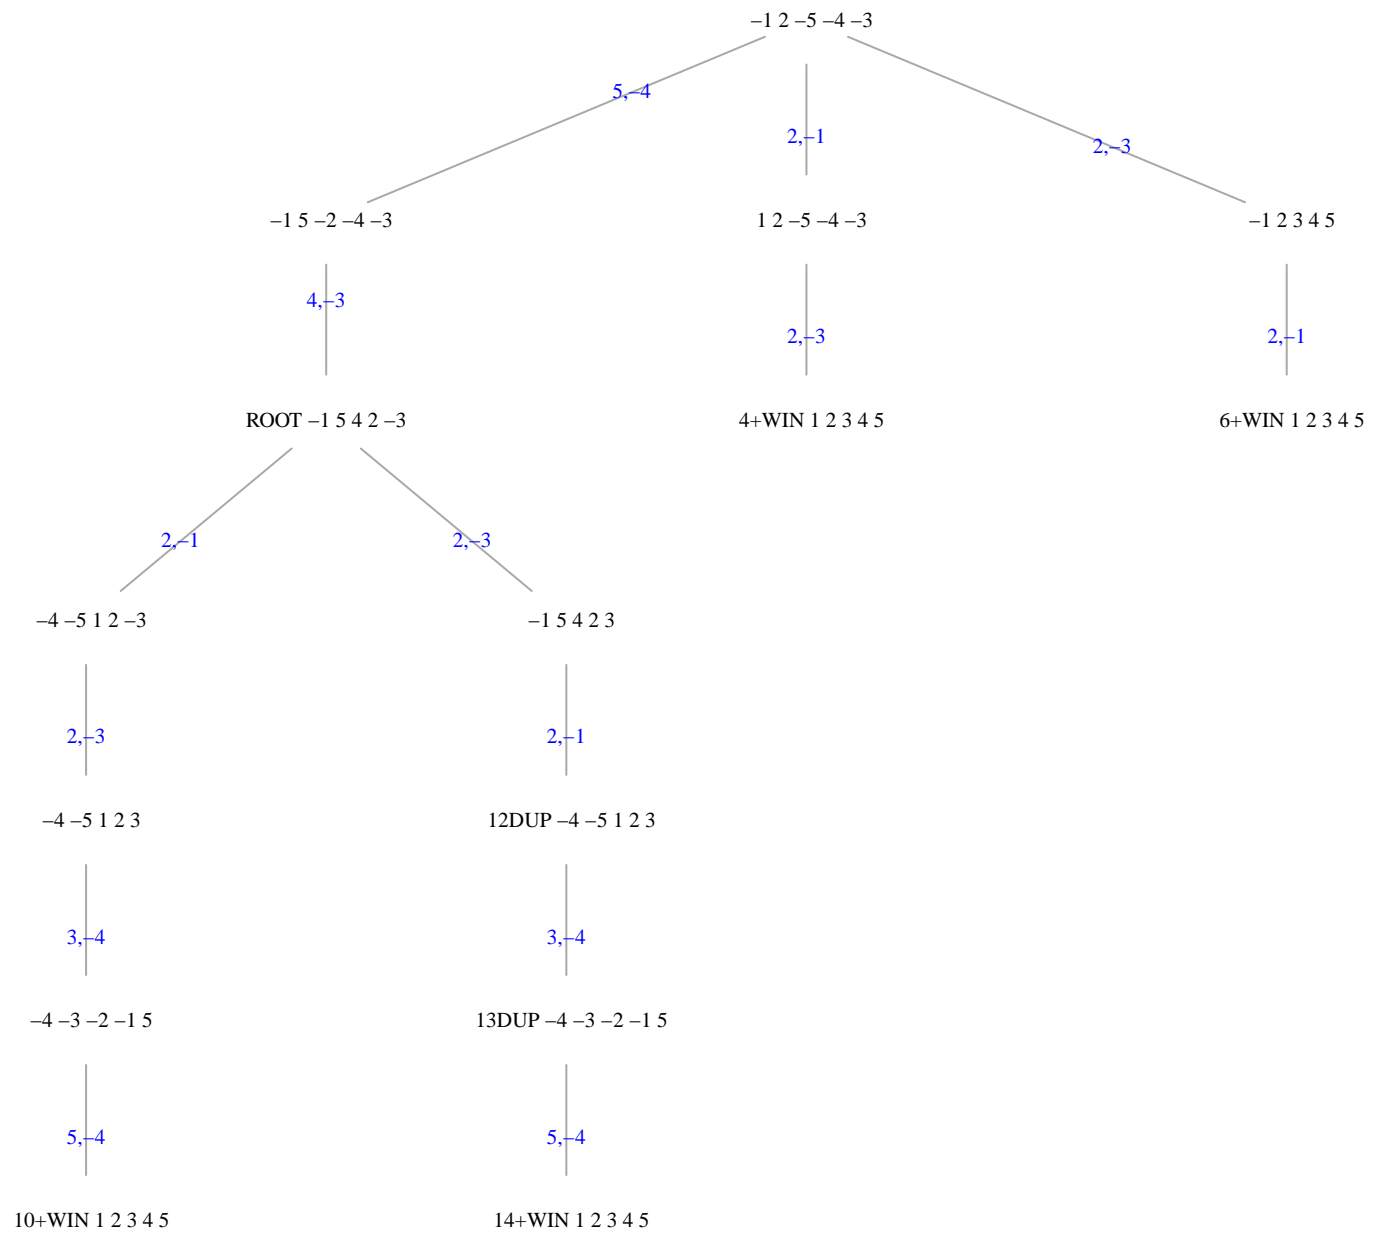 –1 2 –5 –4 –3
5,–4
2,–1
2,–3
–1 5 –2 –4 –3
1 2 –5 –4 –3
–1 2 3 4 5
4,–3
2,–3
2,–1
ROOT –1 5 4 2 –3
4+WIN 1 2 3 4 5
6+WIN 1 2 3 4 5
2,–1
2,–3
–4 –5 1 2 –3
–1 5 4 2 3
2,–3
2,–1
–4 –5 1 2 3
12DUP –4 –5 1 2 3
3,–4
3,–4
–4 –3 –2 –1 5
13DUP –4 –3 –2 –1 5
5,–4
5,–4
10+WIN 1 2 3 4 5
14+WIN 1 2 3 4 5